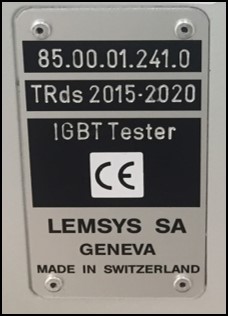 85.00.01.241.0
TRds 2015-2020
IGBT Tester
CE
LEMSYS SA
GENEVA
MADE IN SWITZERLAND